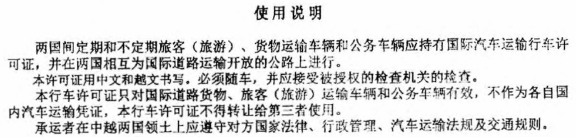 使用说明
两国间定期和不定期旅客（旅游）、货物运输车辆和公务车辆应持有国际汽车运输行车许
可证，并在两国相互为国际道路运输开放的公路上进行。
本许可证用中文和越文书写。必须随车，并应接受被授权的检查机关的检查。
本行车许可证只对国际道路货物、旅客（旅游）运输车辆和公务车辆有效，不作为各自国
内汽车运输凭证，本行车许可证不得转让给第三者使用。
承运者在中越两国领土上应遵守对方国家法律、行政管理、汽车运输法规及交通规则。